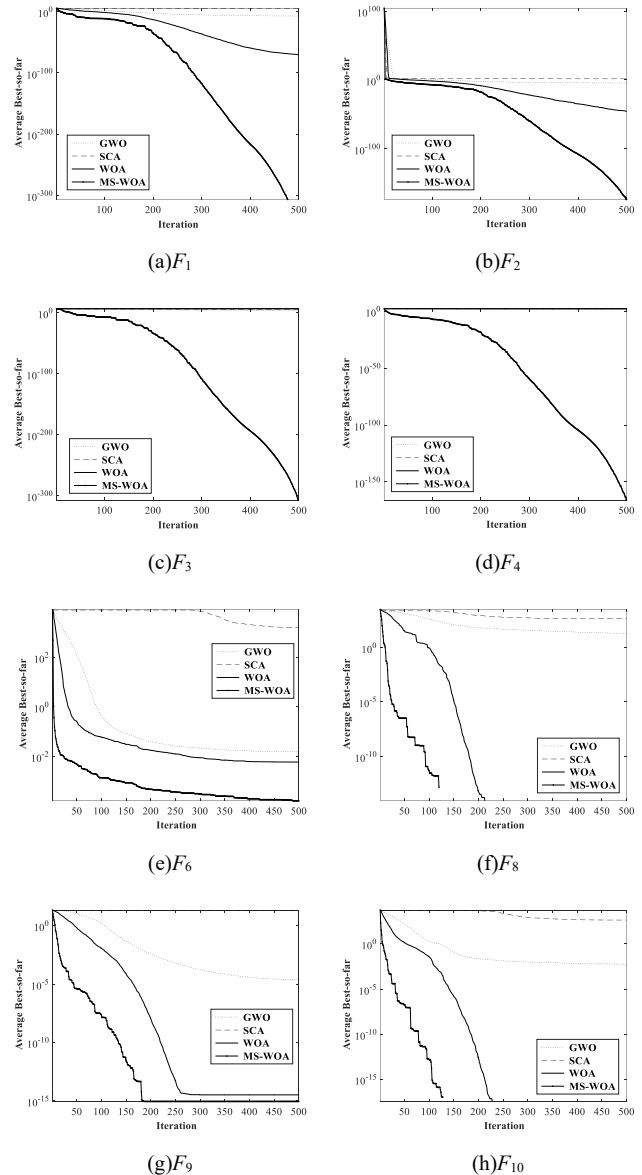 10^0
10^-100
10^-200
10^-300
Average Best-so-far
GWO
SCA
WOA
MS-WOA
100 200 300 400 500
Iteration
(a)F1
10^100
10^0
10^-100
Average Best-so-far
GWO
SCA
WOA
MS-WOA
100 200 300 400 500
Iteration
(b)F2
10^0
10^-100
10^-200
10^-300
Average Best-so-far
GWO
SCA
WOA
MS-WOA
100 200 300 400 500
Iteration
(c)F3
10^0
10^-50
10^-100
10^-150
Average Best-so-far
GWO
SCA
WOA
MS-WOA
100 200 300 400 500
Iteration
(d)F4
10^2
10^0
10^-2
Average Best-so-far
GWO
SCA
WOA
MS-WOA
50 100 150 200 250 300 350 400 450 500
Iteration
(e)F6
10^0
10^-5
10^-10
Average Best-so-far
GWO
SCA
WOA
MS-WOA
50 100 150 200 250 300 350 400 450 500
Iteration
(f)F8
10^0
10^-5
10^-10
10^-15
Average Best-so-far
GWO
SCA
WOA
MS-WOA
50 100 150 200 250 300 350 400 450 500
Iteration
(g)F9
10^0
10^-5
10^-10
10^-15
Average Best-so-far
GWO
SCA
WOA
MS-WOA
50 100 150 200 250 300 350 400 450 500
Iteration
(h)F10